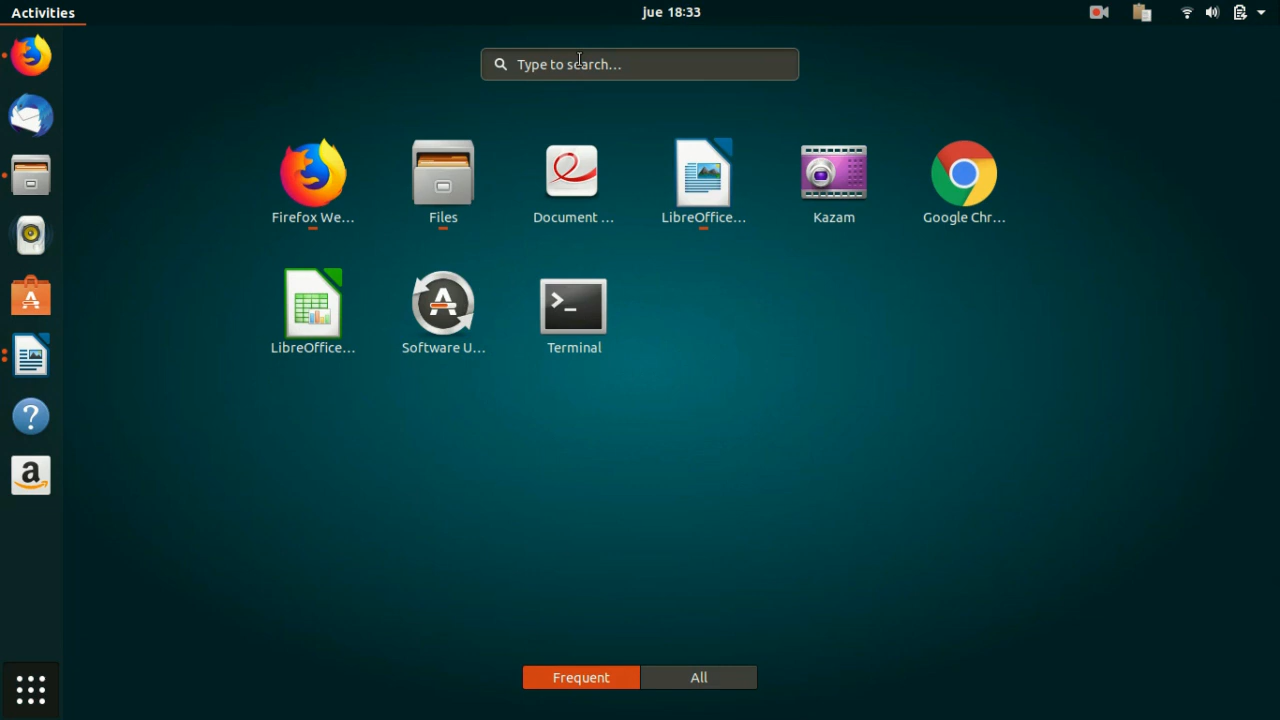 Activities
jue 18:33
Type to search...
Firefox We...
Files
Document ...
LibreOffice...
Kazam
Google Chr...
LibreOffice...
Software U...
Terminal
Frequent
All